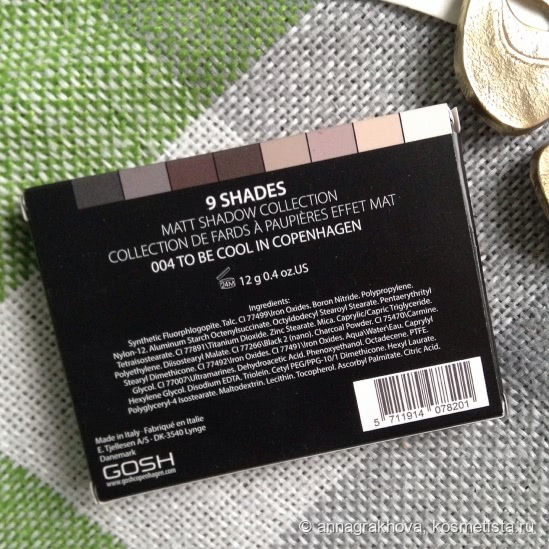 9 SHADES
MATT SHADOW COLLECTION
COLLECTION DE FARDS À PAUPIÈRES EFFET MAT
004 TO BE COOL IN COPENHAGEN
24M 12 g 0.4 oz.US
Ingredients:
Synthetic Fluorphlogopite. Talc. CI 77499\Iron Oxides. Boron Nitride. Polypropylene.
Nylon-12. Aluminum Starch Octenylsuccinate. Octyldodecyl Stearoyl Stearate. Pentaerythrityl
Tetraisostearate. CI 77891\Titanium Dioxide. Zinc Stearate. Mica. Caprylic/Capric Triglyceride.
Polyethylene. Diisostearyl Malate. CI 77266\Black 2 (nano). Charcoal Powder. CI 75470\Carmine.
Stearyl Dimethicone. CI 77492\Iron Oxides. CI 77491\Iron Oxides. Aqua\Water\Eau. Caprylyl
Glycol. CI 77007\Ultramarines. Dehydroacetic Acid. Phenoxyethanol. Octadecane. PTFE.
Hexylene Glycol. Disodium EDTA. Triolein. Cetyl PEG/PPG-10/1 Dimethicone. Hexyl Laurate.
Polyglyceryl-4 Isostearate. Maltodextrin. Lecithin. Tocopherol. Ascorbyl Palmitate. Citric Acid.
5 711914 078201
Made in Italy · Fabriqué en Italie
E. Tjellesen A/S · DK-3540 Lynge
Danemark
GOSH
www.goshcopenhagen.com
© annagrakhova, kosmetista.ru